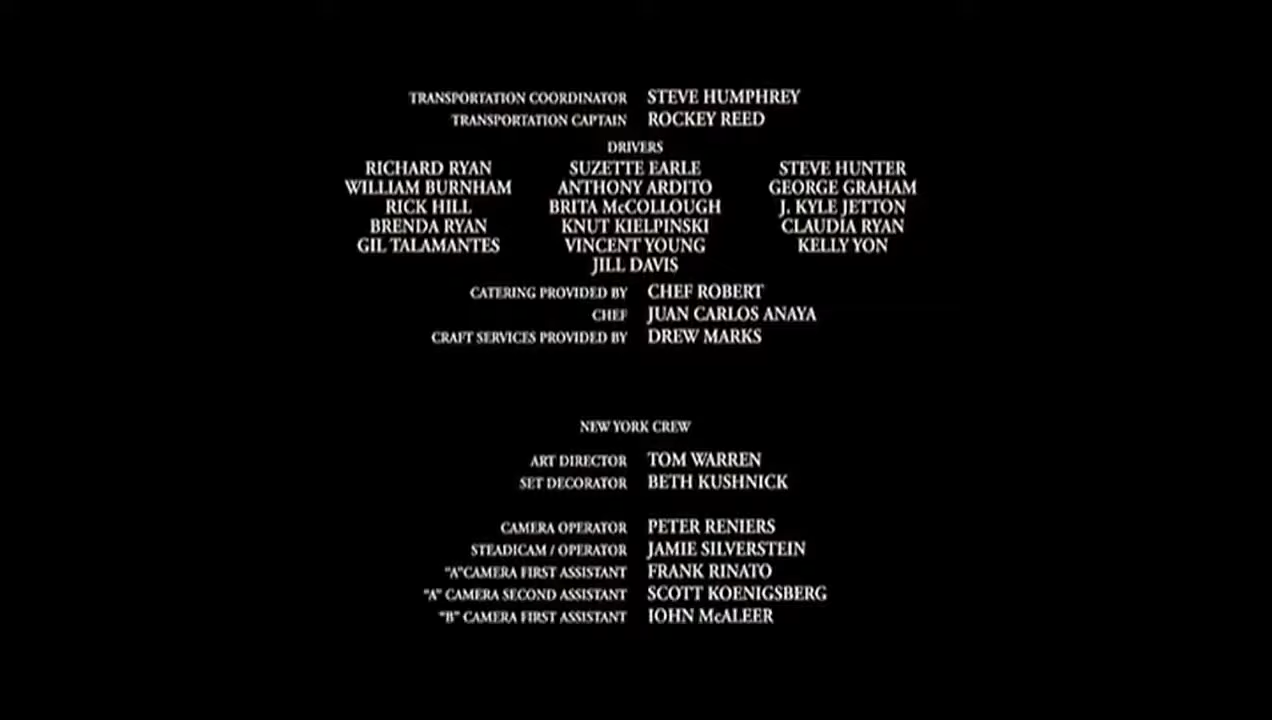 TRANSPORTATION COORDINATOR STEVE HUMPHREY
TRANSPORTATION CAPTAIN ROCKEY REED
DRIVERS
RICHARD RYAN SUZETTE EARLE STEVE HUNTER
WILLIAM BURNHAM ANTHONY ARDITO GEORGE GRAHAM
RICK HILL BRITA McCOLLOUGH J. KYLE JETTON
BRENDA RYAN KNUT KIELPINSKI CLAUDIA RYAN
GIL TALAMANTES VINCENT YOUNG KELLY YON
JILL DAVIS
CATERING PROVIDED BY CHEF ROBERT
CHEF JUAN CARLOS ANAYA
CRAFT SERVICES PROVIDED BY DREW MARKS
NEW YORK CREW
ART DIRECTOR TOM WARREN
SET DECORATOR BETH KUSHNICK
CAMERA OPERATOR PETER RENIERS
STEADICAM / OPERATOR JAMIE SILVERSTEIN
"A"CAMERA FIRST ASSISTANT FRANK RINATO
"A" CAMERA SECOND ASSISTANT SCOTT KOENIGSBERG
"B" CAMERA FIRST ASSISTANT JOHN McALEER